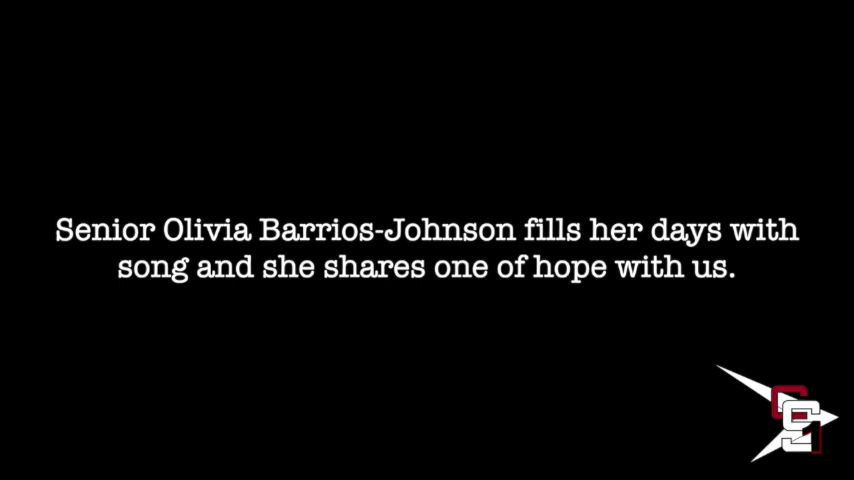 Senior Olivia Barrios-Johnson fills her days with
song and she shares one of hope with us.